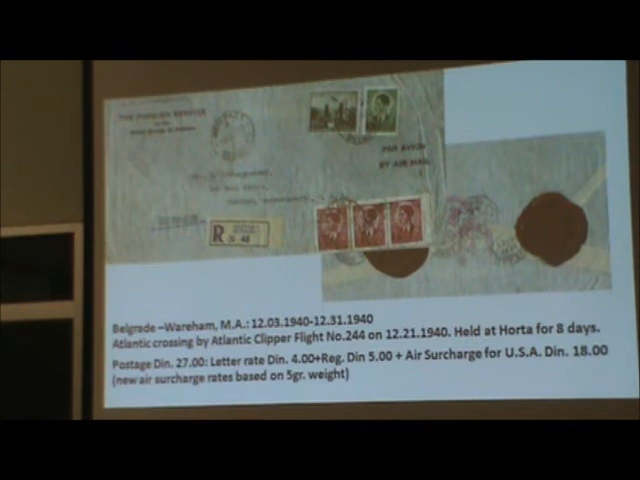 THE FOREIGN SERVICE
PAR AVION
BY AIR MAIL
R
Belgrade –Wareham, M.A.: 12.03.1940-12.31.1940
Atlantic crossing by Atlantic Clipper Flight No.244 on 12.21.1940. Held at Horta for 8 days.
Postage Din. 27.00: Letter rate Din. 4.00+Reg. Din 5.00 + Air Surcharge for U.S.A. Din. 18.00
(new air surcharge rates based on 5gr. weight)